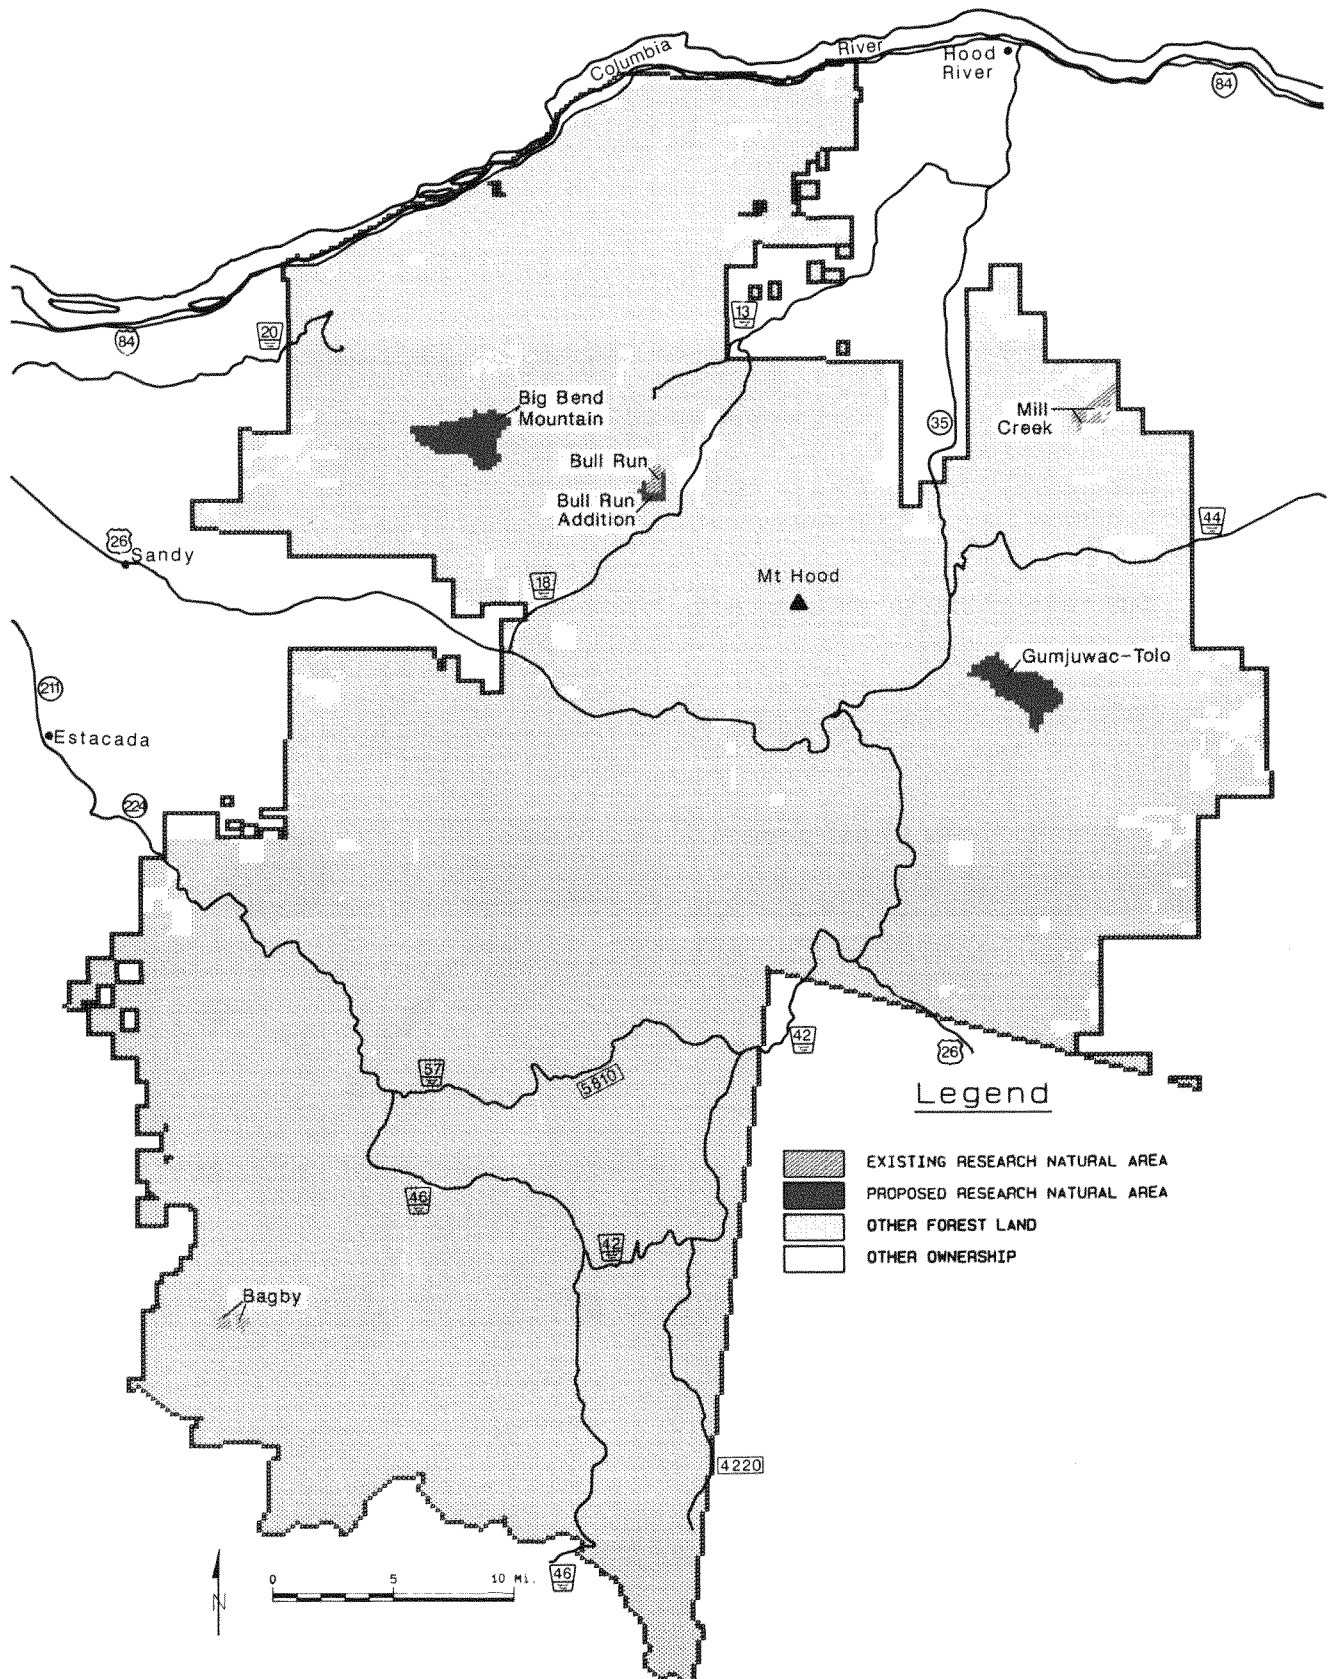 Columbia
River
Hood
River
84
84
20
13
35
Big Bend
Mountain
Mill
Creek
Bull Run
Bull Run
Addition
44
26
Sandy
18
Mt Hood
Gumjuwac-Tolo
211
Estacada
224
42
26
57
5810
Legend
EXISTING RESEARCH NATURAL AREA
PROPOSED RESEARCH NATURAL AREA
OTHER FOREST LAND
OTHER OWNERSHIP
46
42
Bagby
4220
N
0 5 10 Mi.
46